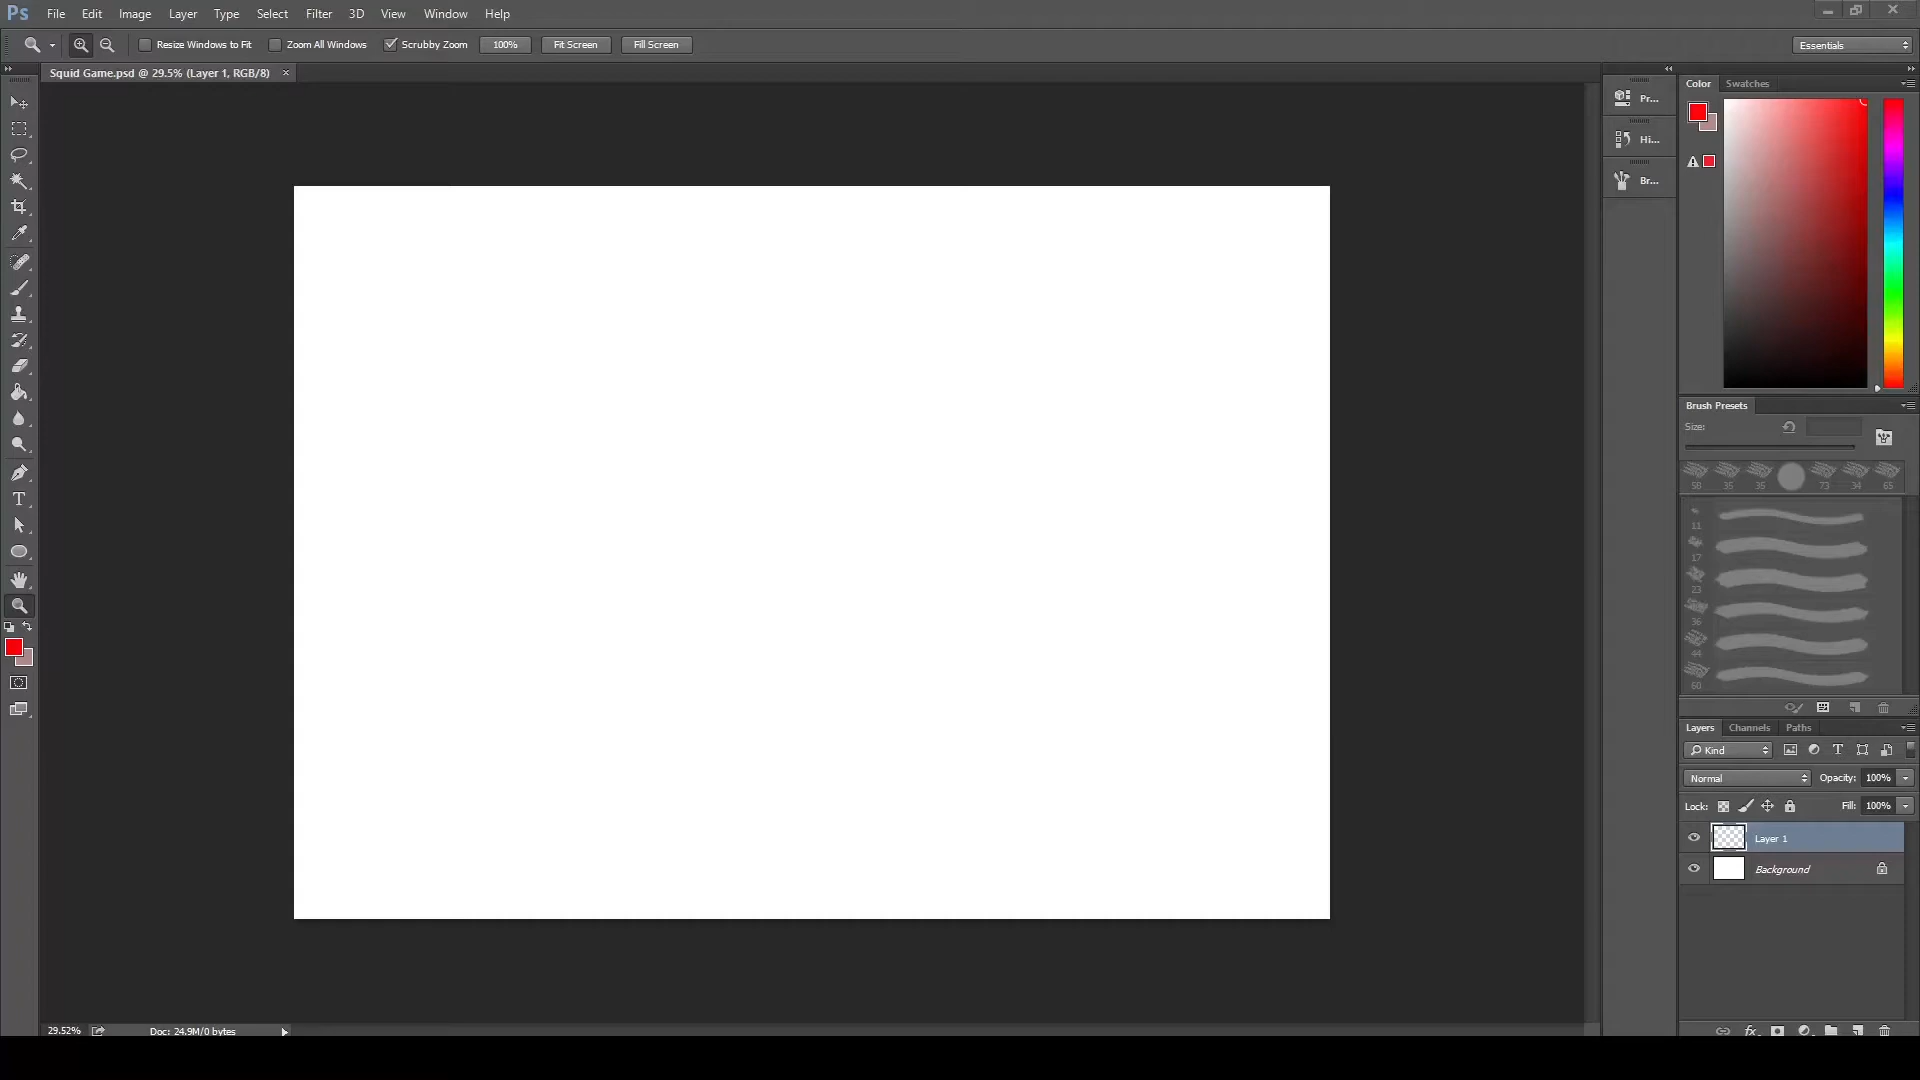 Ps File Edit Image Layer Type Select Filter 3D View Window Help
Resize Windows to Fit Zoom All Windows Scrubby Zoom 100% Fit Screen Fill Screen Essentials
Squid Game.psd @ 29.5% (Layer 1, RGB/8) ×
Pr...
Hi...
Br...
Color Swatches
Brush Presets
Size:
58 35 35 73 34 65
11
17
23
36
44
60
Layers Channels Paths
Kind
Normal Opacity: 100%
Lock: Fill: 100%
Layer 1
Background
29.52% Doc: 24.9M/0 bytes
fx